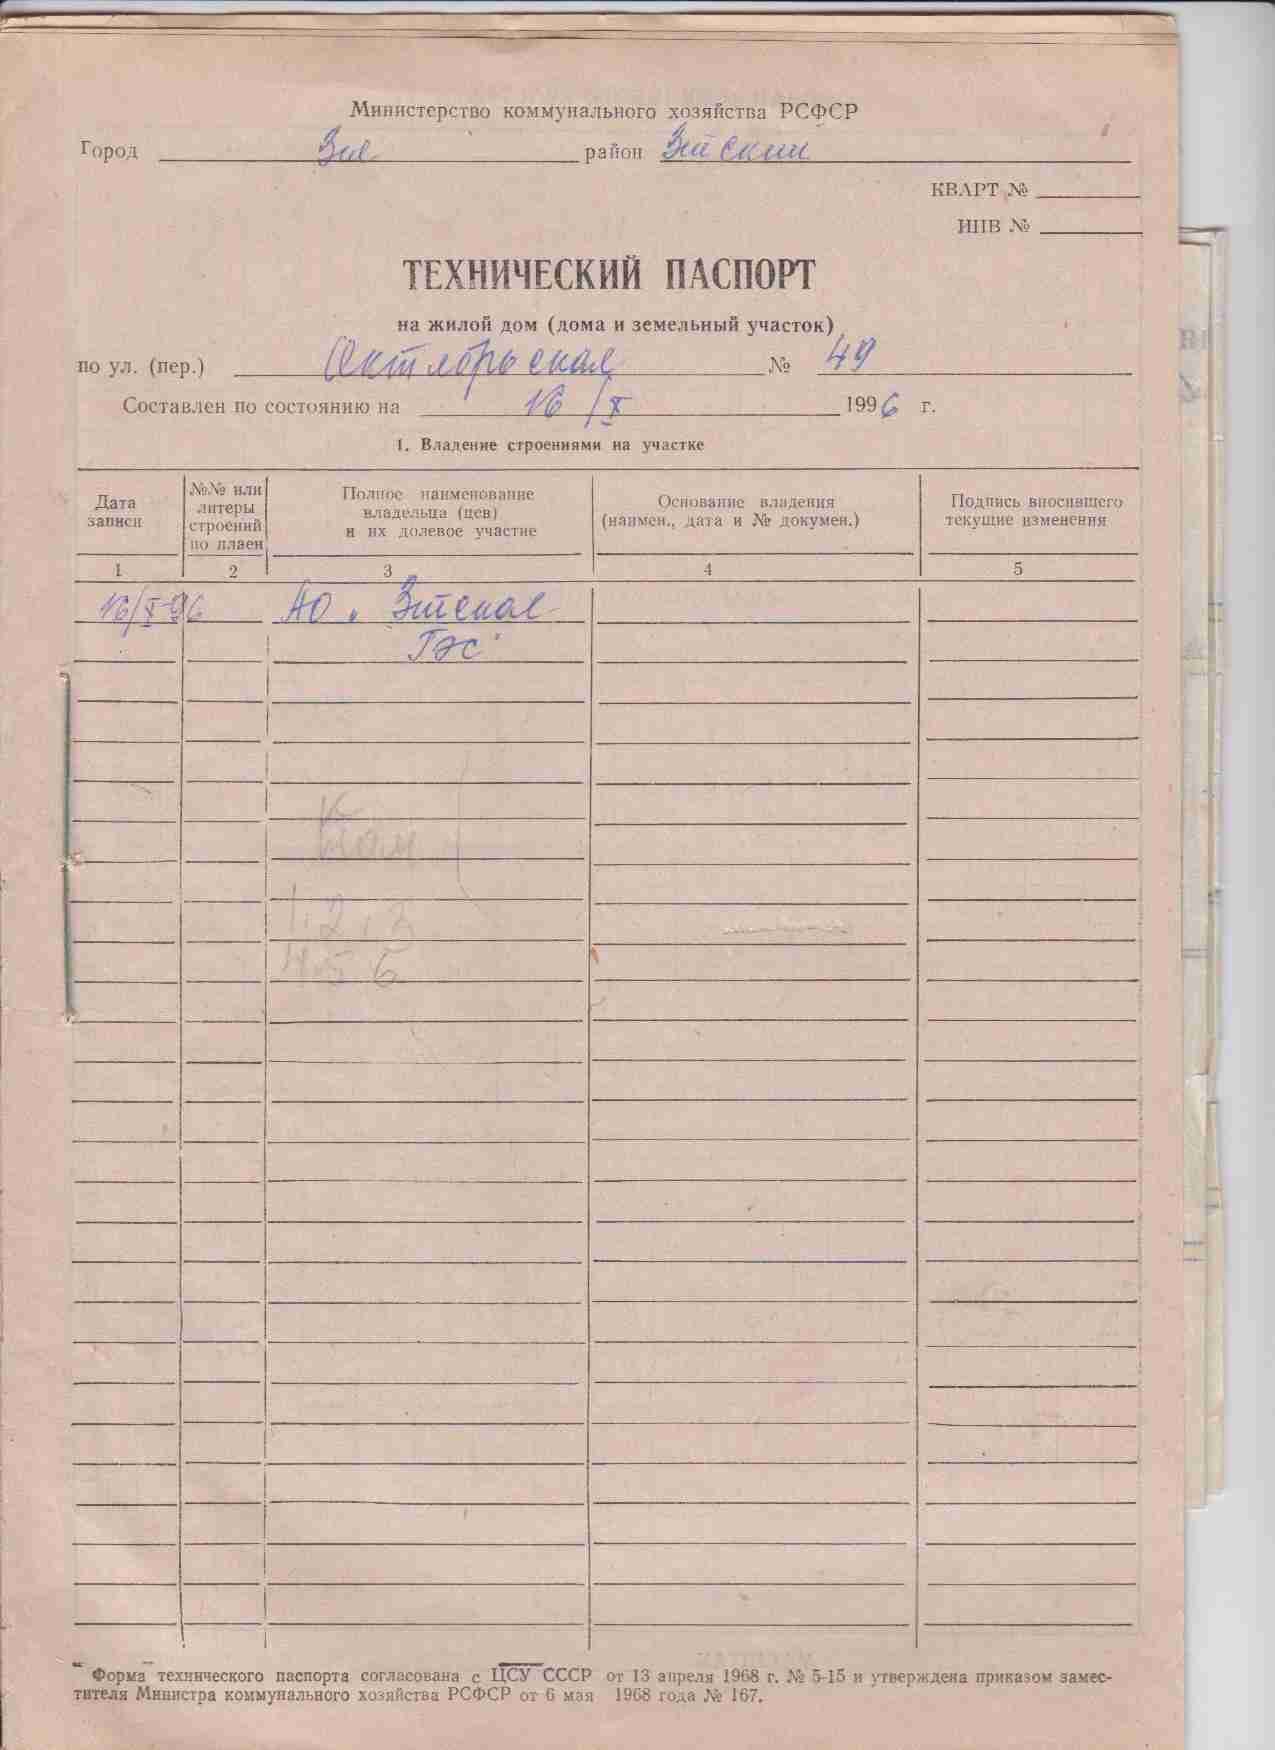 Министерство коммунального хозяйства РСФСР
Город Зея район Зейский
КВАРТ №
ИНВ №
ТЕХНИЧЕСКИЙ ПАСПОРТ
на жилой дом (дома и земельный участок)
по ул. (пер.) Октябрьская № 49
Составлен по состоянию на 16/X 1996 г.
1. Владение строениями на участке
Дата записи
№№ или литеры строений по плаен
Полное наименование владельца (цев) и их долевое участие
Основание владения (наимен., дата и № докумен.)
Подпись вносившего текущие изменения
1 2 3 4 5
16/X-96 АО "Зейская
ГЭС"
1. 2. 3
4. 5. 6
Форма технического паспорта согласована с ЦСУ СССР от 13 апреля 1968 г. № 5-15 и утверждена приказом замес-
тителя Министра коммунального хозяйства РСФСР от 6 мая 1968 года № 167.